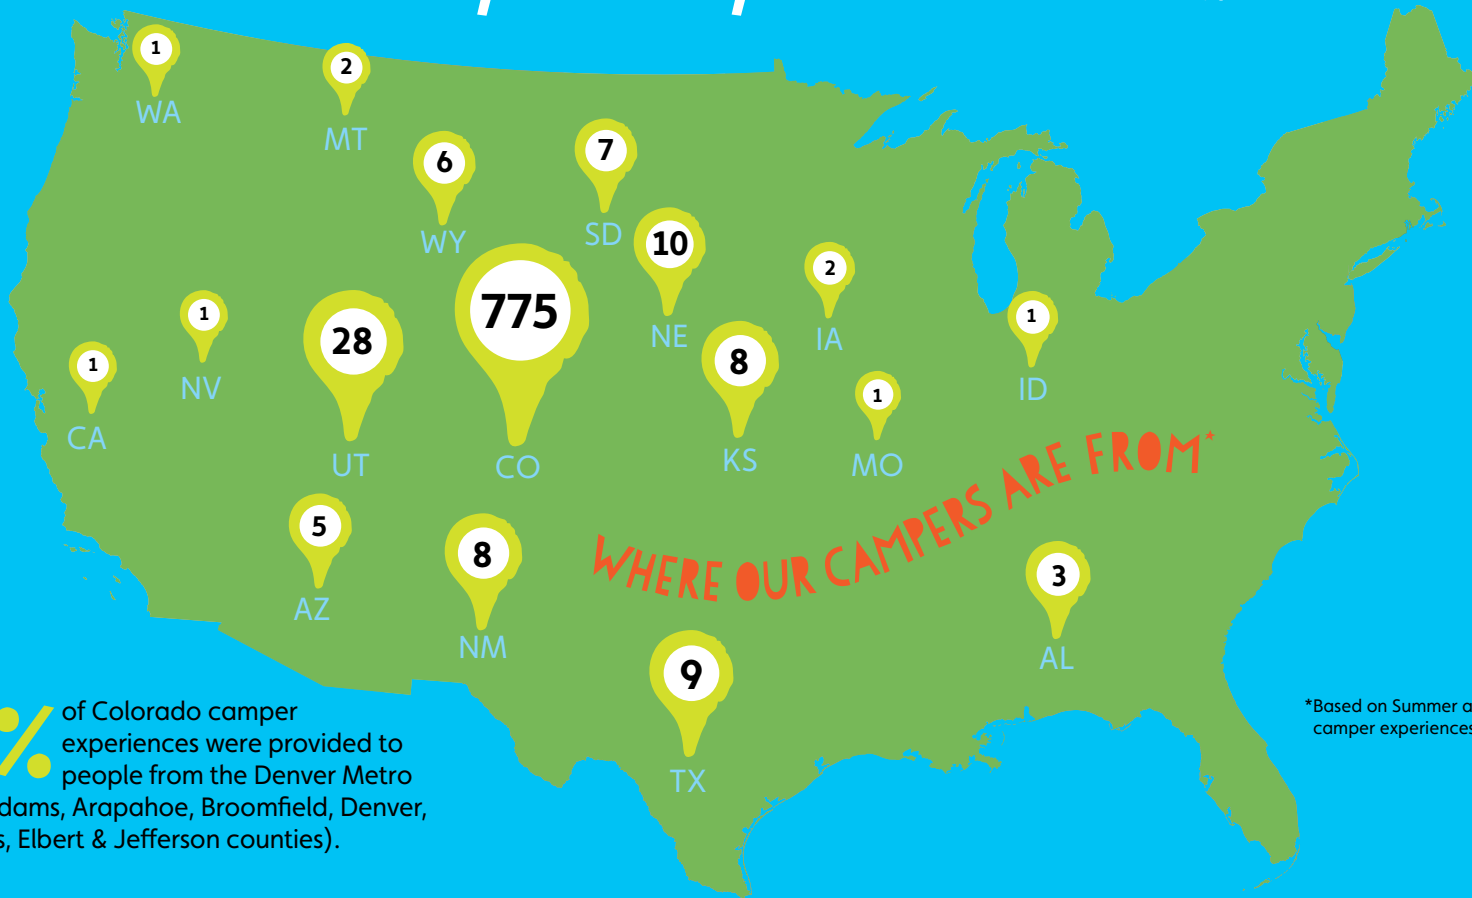 1
WA
2
MT
6
WY
7
SD
10
NE
775
CO
28
UT
1
NV
1
CA
2
IA
8
KS
1
MO
1
ID
5
AZ
8
NM
9
TX
3
AL
WHERE OUR CAMPERS ARE FROM*
% of Colorado camper
experiences were provided to
people from the Denver Metro
dams, Arapahoe, Broomfield, Denver,
s, Elbert & Jefferson counties).
*Based on Summer a
camper experiences